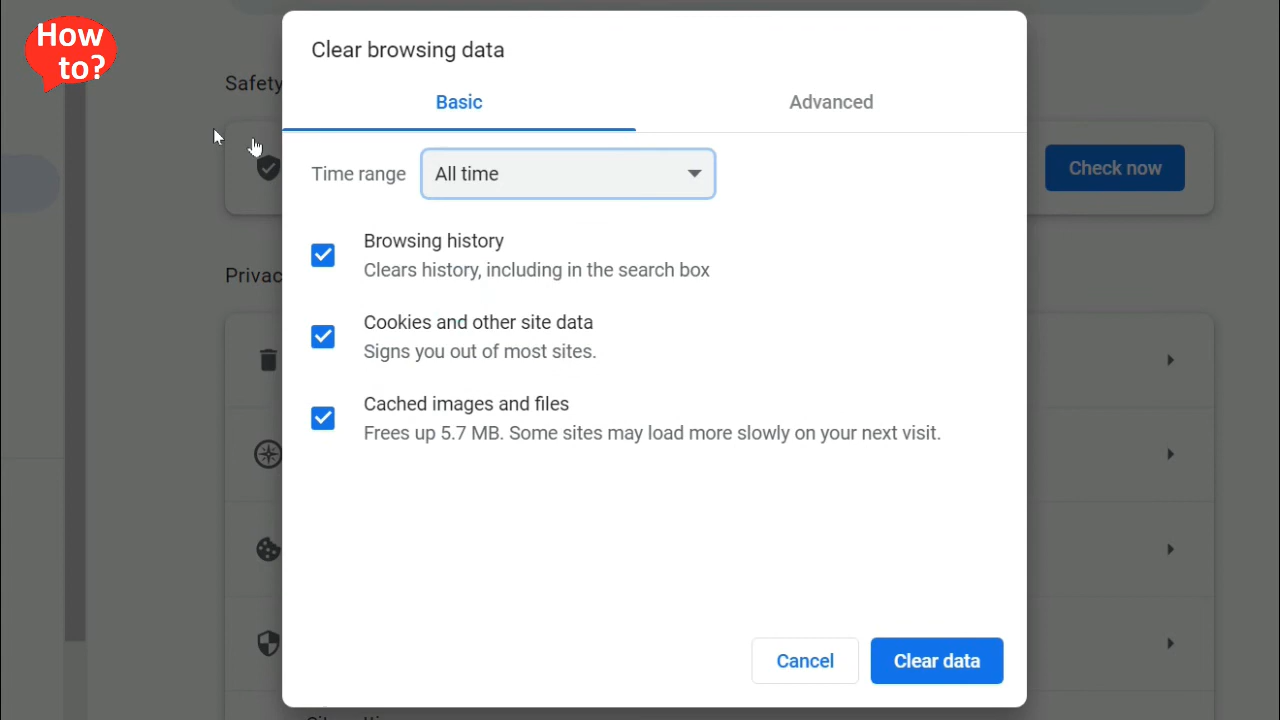 How
to?
Clear browsing data
Basic
Advanced
Safety
Time range
All time
Check now
Browsing history
Clears history, including in the search box
Privac
Cookies and other site data
Signs you out of most sites.
Cached images and files
Frees up 5.7 MB. Some sites may load more slowly on your next visit.
Cancel
Clear data